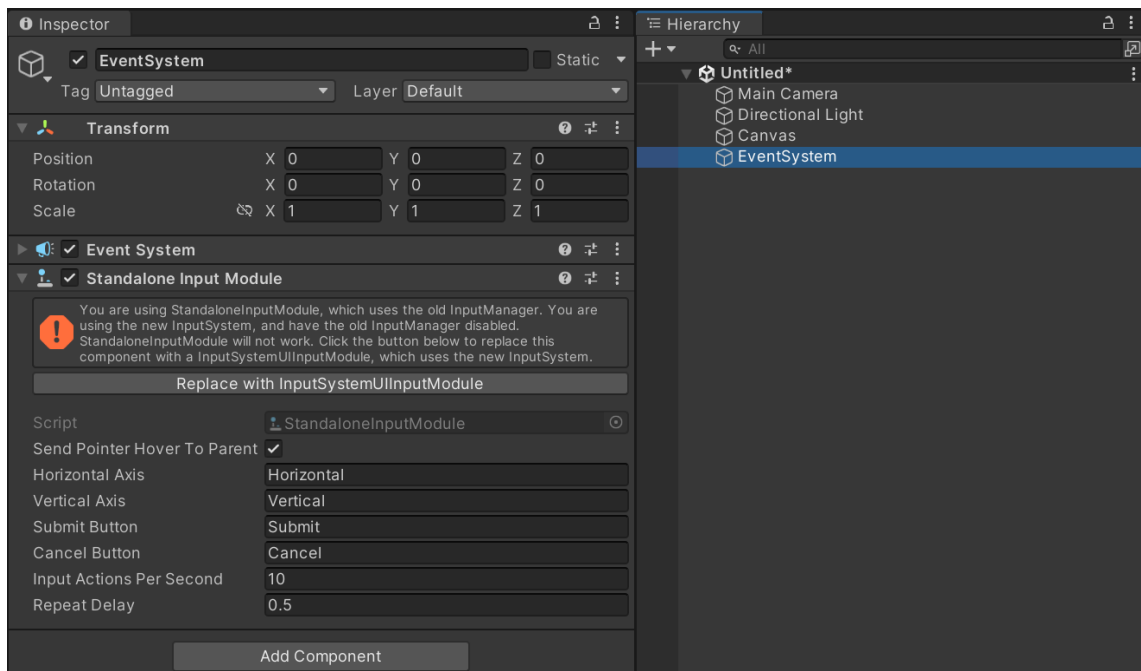 Inspector
EventSystem
Static
Tag Untagged Layer Default
Transform
Position X 0 Y 0 Z 0
Rotation X 0 Y 0 Z 0
Scale X 1 Y 1 Z 1
Event System
Standalone Input Module
You are using StandaloneInputModule, which uses the old InputManager. You are
using the new InputSystem, and have the old InputManager disabled.
StandaloneInputModule will not work. Click the button below to replace this
component with a InputSystemUIInputModule, which uses the new InputSystem.
Replace with InputSystemUIInputModule
Script StandaloneInputModule
Send Pointer Hover To Parent
Horizontal Axis Horizontal
Vertical Axis Vertical
Submit Button Submit
Cancel Button Cancel
Input Actions Per Second 10
Repeat Delay 0.5
Add Component
Hierarchy
All
Untitled*
Main Camera
Directional Light
Canvas
EventSystem